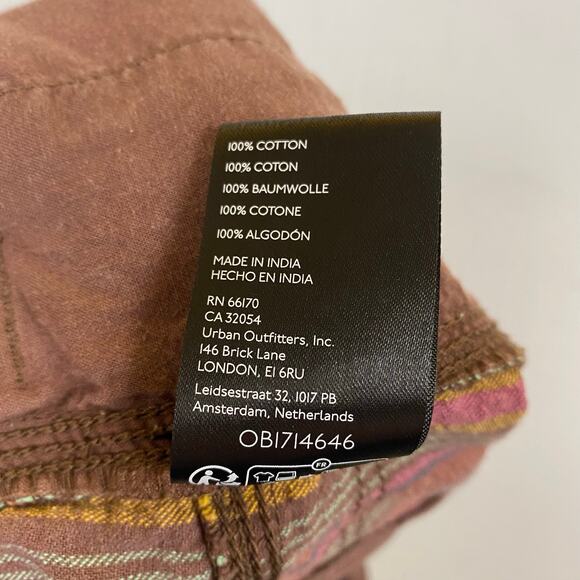 100% COTTON
100% COTON
100% BAUMWOLLE
100% COTONE
100% ALGODÓN
MADE IN INDIA
HECHO EN INDIA
RN 66170
CA 32054
Urban Outfitters, Inc.
146 Brick Lane
LONDON, E1 6RU
Leidsestraat 32, 1017 PB
Amsterdam, Netherlands
OB1714646
FR